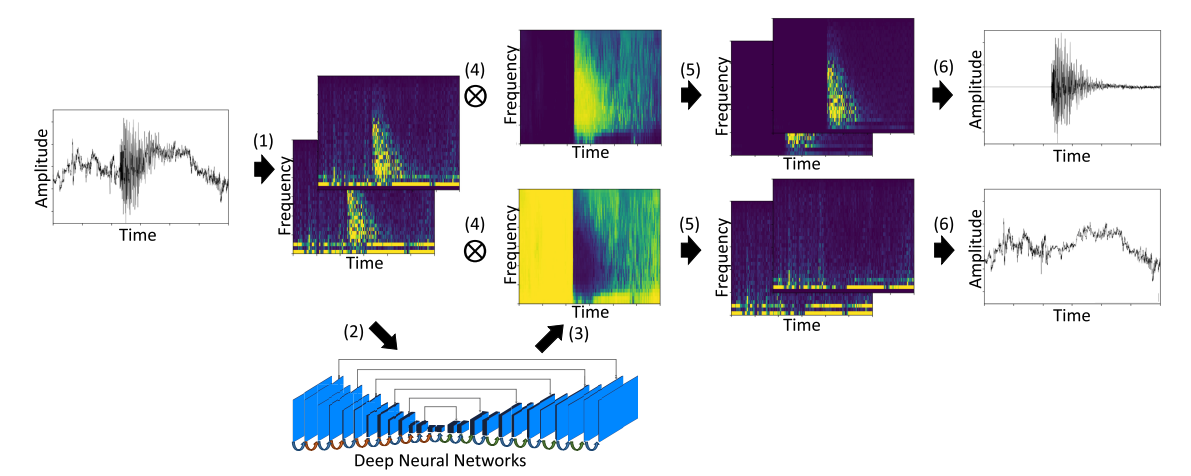 Amplitude
Time
(1)
Frequency
Time
(4)
Frequency
Time
(5)
Frequency
Time
(6)
Amplitude
Time
(4)
Frequency
Time
(5)
Frequency
Time
(6)
Amplitude
Time
(2)
(3)
Deep Neural Networks